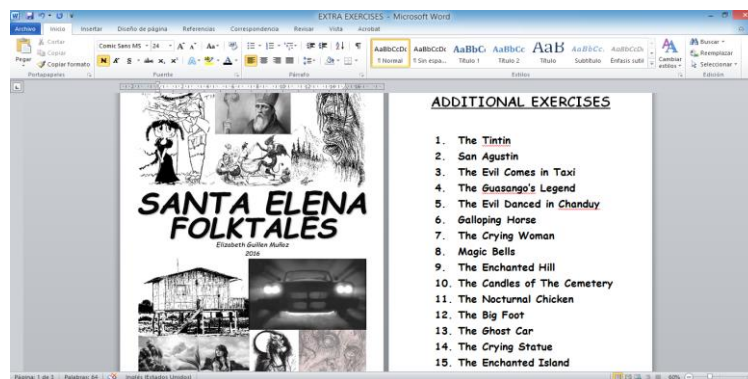 EXTRA EXERCISES - Microsoft Word
Archivo Inicio Insertar Diseño de página Referencias Correspondencia Revisar Vista Acrobat
Pegar
Cortar
Copiar
Copiar formato
Portapapeles
Comic Sans MS 24
Fuente
Párrafo
AaBbCcDc AaBbCcDc AaBbC AaBbCc AaB AaBbCc. AaBbCcDc
¶ Normal ¶ Sin espa... Título 1 Título 2 Título Subtítulo Énfasis sutil
Estilos
Cambiar estilos
Buscar
Reemplazar
Seleccionar
Edición
SANTA ELENA
FOLKTALES
Elizabeth Guillen Muñoz
2016
ADDITIONAL EXERCISES
1. The Tintin
2. San Agustin
3. The Evil Comes in Taxi
4. The Guasango's Legend
5. The Evil Danced in Chanduy
6. Galloping Horse
7. The Crying Woman
8. Magic Bells
9. The Enchanted Hill
10. The Candles of The Cemetery
11. The Nocturnal Chicken
12. The Big Foot
13. The Ghost Car
14. The Crying Statue
15. The Enchanted Island
Palabras: 64 Inglés (Estados Unidos) 60%